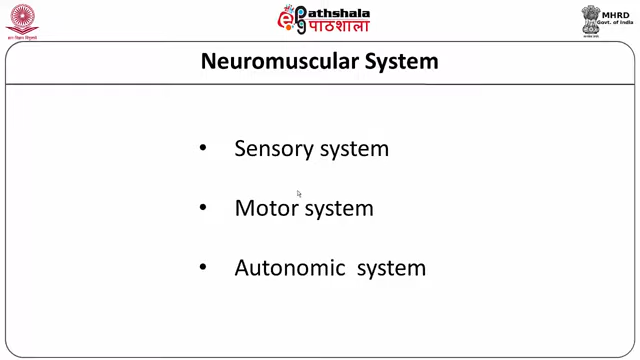 Pathshala
पाठशाला
MHRD
Govt. of India
Neuromuscular System
• Sensory system
• Motor system
• Autonomic system